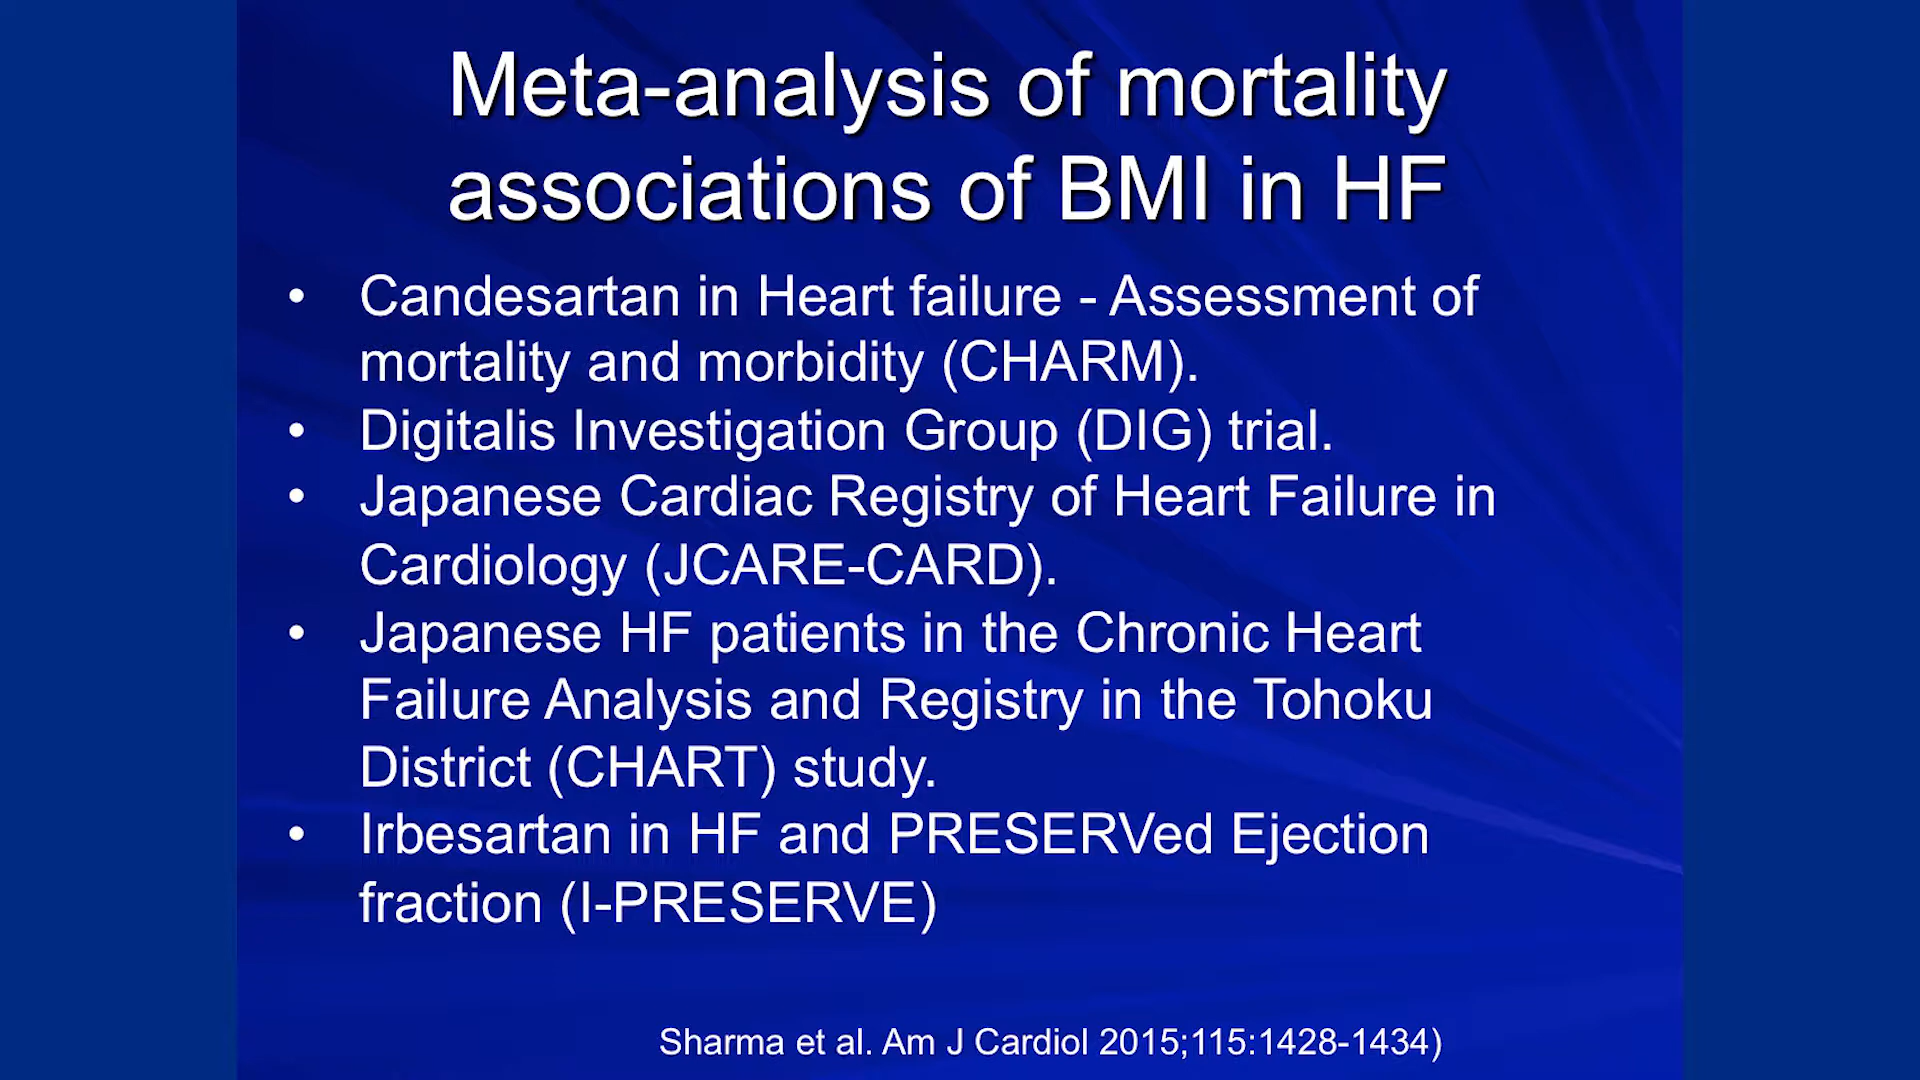 Meta-analysis of mortality
associations of BMI in HF
• Candesartan in Heart failure - Assessment of
mortality and morbidity (CHARM).
• Digitalis Investigation Group (DIG) trial.
• Japanese Cardiac Registry of Heart Failure in
Cardiology (JCARE-CARD).
• Japanese HF patients in the Chronic Heart
Failure Analysis and Registry in the Tohoku
District (CHART) study.
• Irbesartan in HF and PRESERVed Ejection
fraction (I-PRESERVE)
Sharma et al. Am J Cardiol 2015;115:1428-1434)